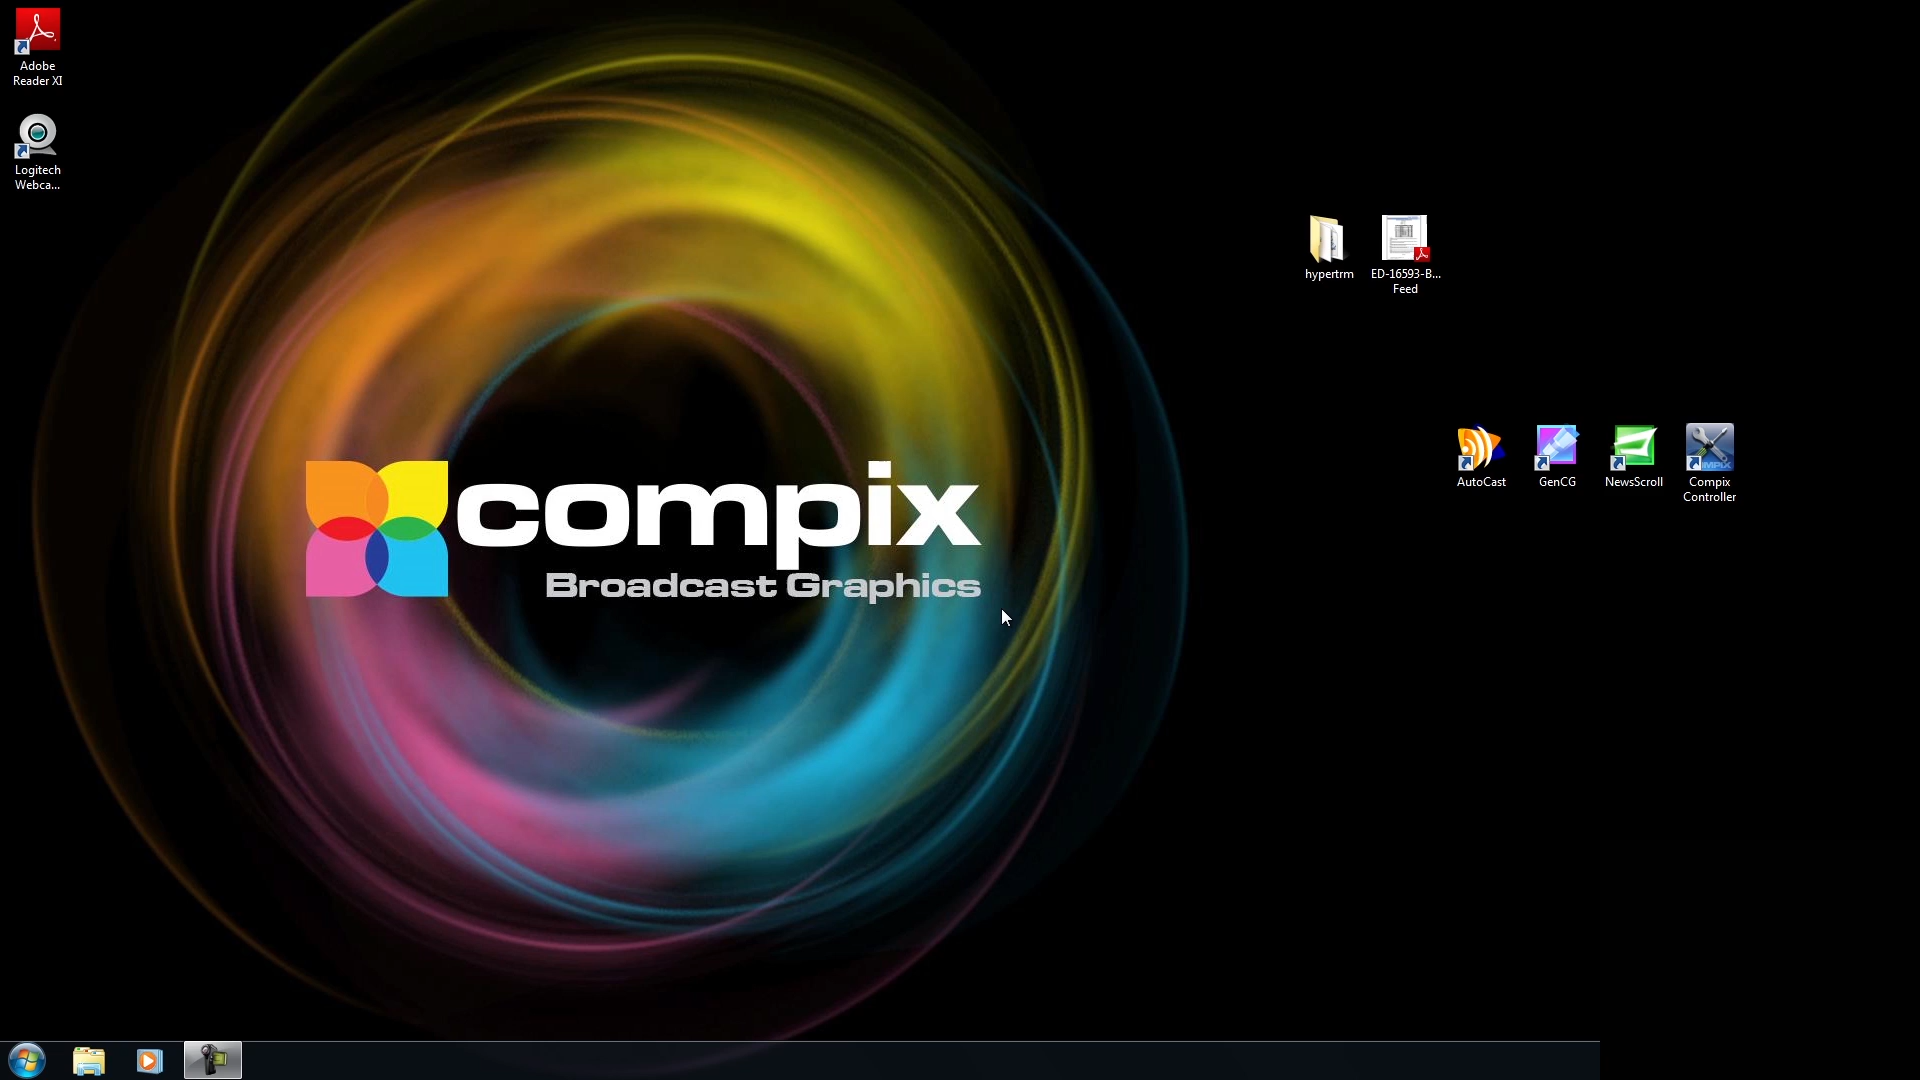 Adobe
Reader XI
Logitech
Webca...
hypertrm
ED-16593-B...
Feed
AutoCast
GenCG
NewsScroll
Compix
Controller
compix
Broadcast Graphics